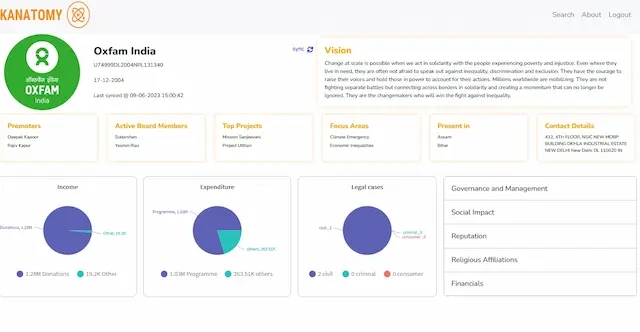 KANATOMY
Search About Logout
ऑक्सफैम इंडिया
OXFAM
India
Oxfam India
U74999DL2004NPL131340
17-12-2004
Last synced @ 09-06-2023 15:00:42
sync
Vision
Change at scale is possible when we act in solidarity with the people experiencing poverty and injustice. Even where they
live in need, they are often not afraid to speak out against inequality, discrimination and exclusion. They have the courage to
raise their voices and hold those in power to account for their actions. Millions worldwide are mobilizing. They are not
fighting separate battles but connecting across borders in solidarity and creating a momentum that can no longer be
ignored. They are the changemakers who will win the fight against inequality.
Promoters
Deepak Kapoor
Rajiv Kapur
Active Board Members
Sudarshan
Yasmin Riaz
Top Projects
Mission Sanjeevani
Project Utthan
Focus Areas
Climate Emergency
Economic Inequalities
Present in
Assam
Bihar
Contact Details
412, 4TH FLOOR, NSIC NEW MDBP
BUILDING OKHLA INDUSTRIAL ESTATE
NEW DELHI New Delhi DL 110020 IN
Income
Donations, 1.28M
Other, 19.2K
1.28M Donations 19.2K Other
Expenditure
Programme, 1.03M
others, 353.51K
1.03M Programme 353.51K others
Legal cases
civil , 2
criminal , 0
consumer , 0
2 civil 0 criminal 0 consumer
Governance and Management
Social Impact
Reputation
Religious Affiliations
Financials